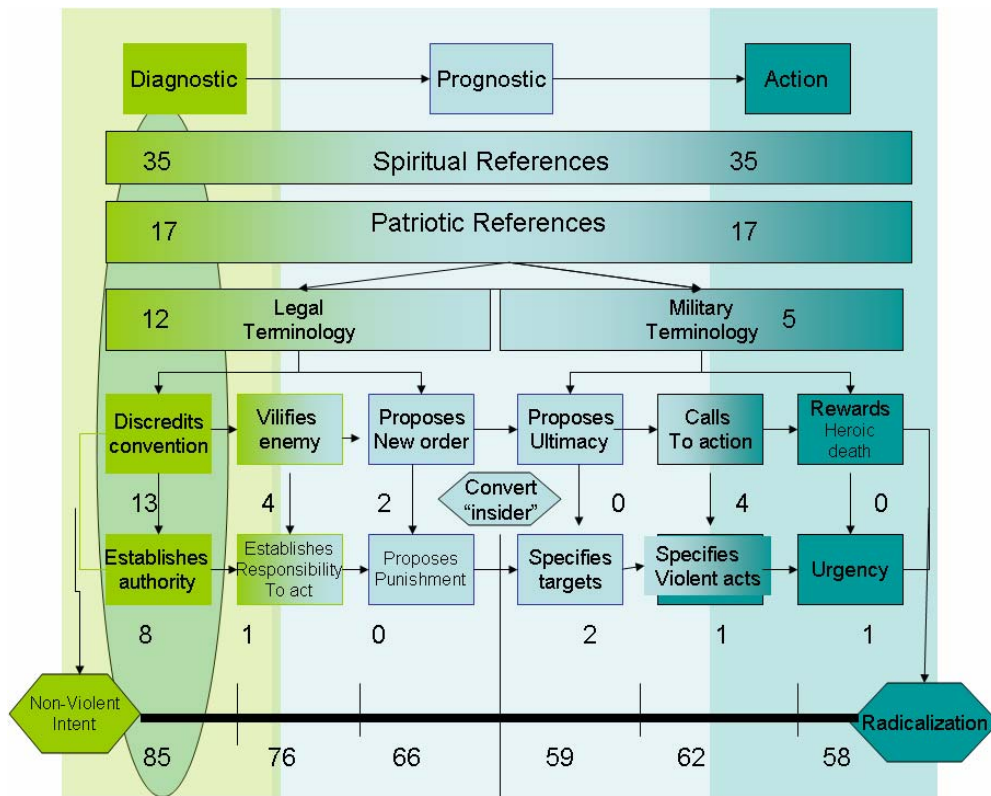 Diagnostic
Prognostic
Action
35
Spiritual References
35
17
Patriotic References
17
12
Legal
Terminology
Military
Terminology
5
Discredits
convention
Vilifies
enemy
Proposes
New order
Proposes
Ultimacy
Calls
To action
Rewards
Heroic
death
13
4
2
Convert
“insider”
0
4
0
Establishes
authority
Establishes
Responsibility
To act
Proposes
Punishment
Specifies
targets
Specifies
Violent acts
Urgency
8
1
0
2
1
1
Non-Violent
Intent
Radicalization
85
76
66
59
62
58